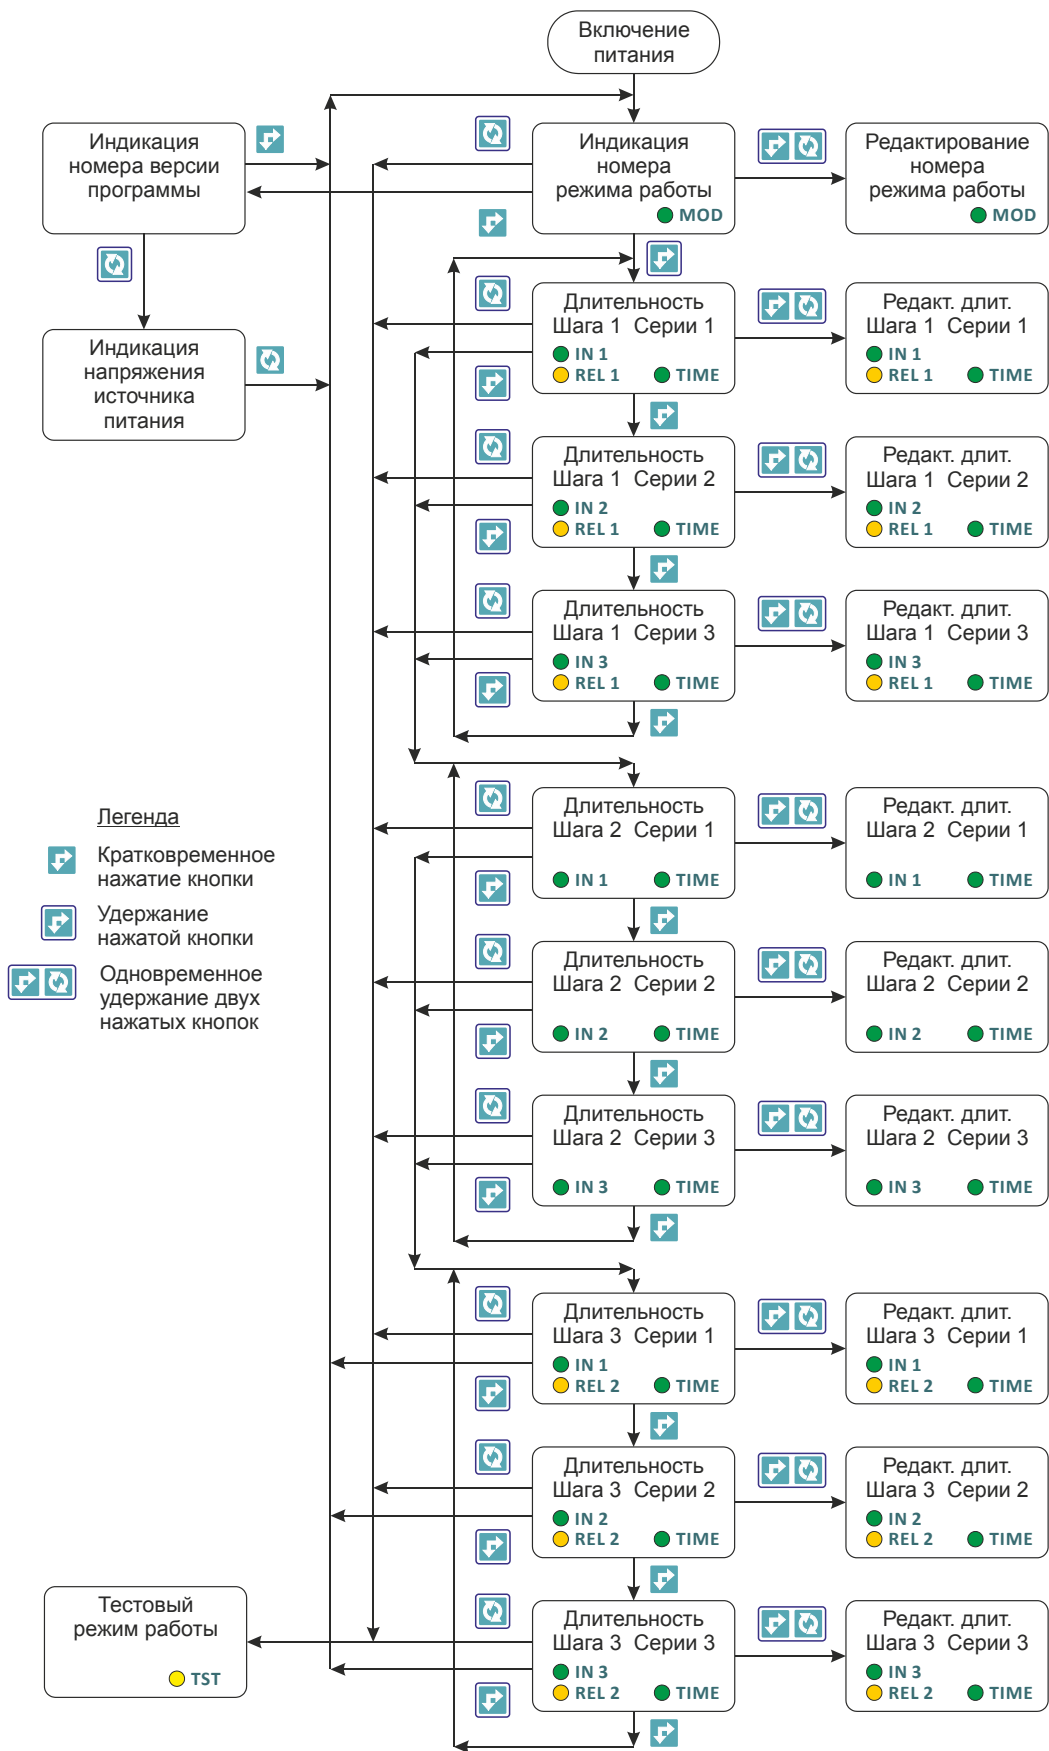 Включение
питания
Индикация
номера версии
программы
Индикация
номера
режима работы
MOD
Редактирование
номера
режима работы
MOD
Индикация
напряжения
источника
питания
Длительность
Шага 1 Серии 1
IN 1
REL 1 TIME
Редакт. длит.
Шага 1 Серии 1
IN 1
REL 1 TIME
Длительность
Шага 1 Серии 2
IN 2
REL 1 TIME
Редакт. длит.
Шага 1 Серии 2
IN 2
REL 1 TIME
Длительность
Шага 1 Серии 3
IN 3
REL 1 TIME
Редакт. длит.
Шага 1 Серии 3
IN 3
REL 1 TIME
Легенда
Кратковременное
нажатие кнопки
Удержание
нажатой кнопки
Одновременное
удержание двух
нажатых кнопок
Длительность
Шага 2 Серии 1
IN 1 TIME
Редакт. длит.
Шага 2 Серии 1
IN 1 TIME
Длительность
Шага 2 Серии 2
IN 2 TIME
Редакт. длит.
Шага 2 Серии 2
IN 2 TIME
Длительность
Шага 2 Серии 3
IN 3 TIME
Редакт. длит.
Шага 2 Серии 3
IN 3 TIME
Длительность
Шага 3 Серии 1
IN 1
REL 2 TIME
Редакт. длит.
Шага 3 Серии 1
IN 1
REL 2 TIME
Длительность
Шага 3 Серии 2
IN 2
REL 2 TIME
Редакт. длит.
Шага 3 Серии 2
IN 2
REL 2 TIME
Тестовый
режим работы
TST
Длительность
Шага 3 Серии 3
IN 3
REL 2 TIME
Редакт. длит.
Шага 3 Серии 3
IN 3
REL 2 TIME